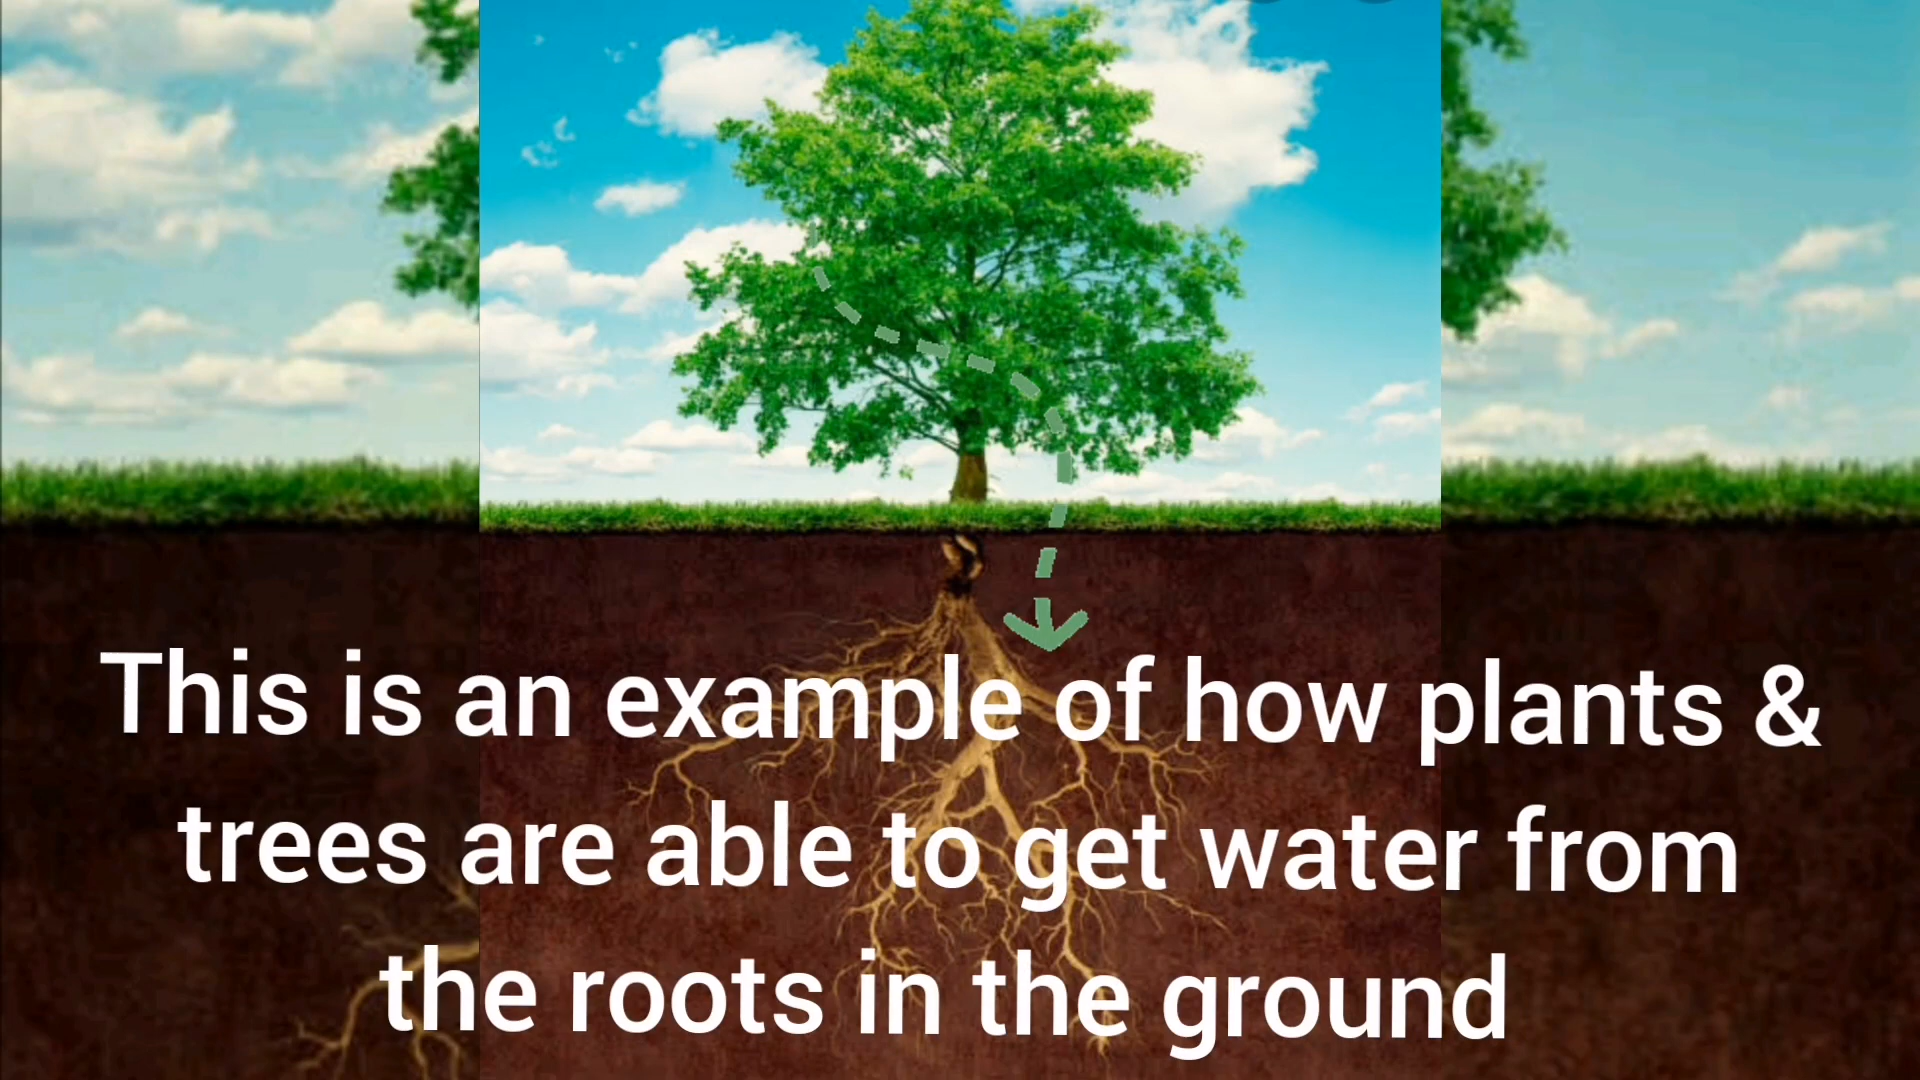 This is an example of how plants &
trees are able to get water from
the roots in the ground